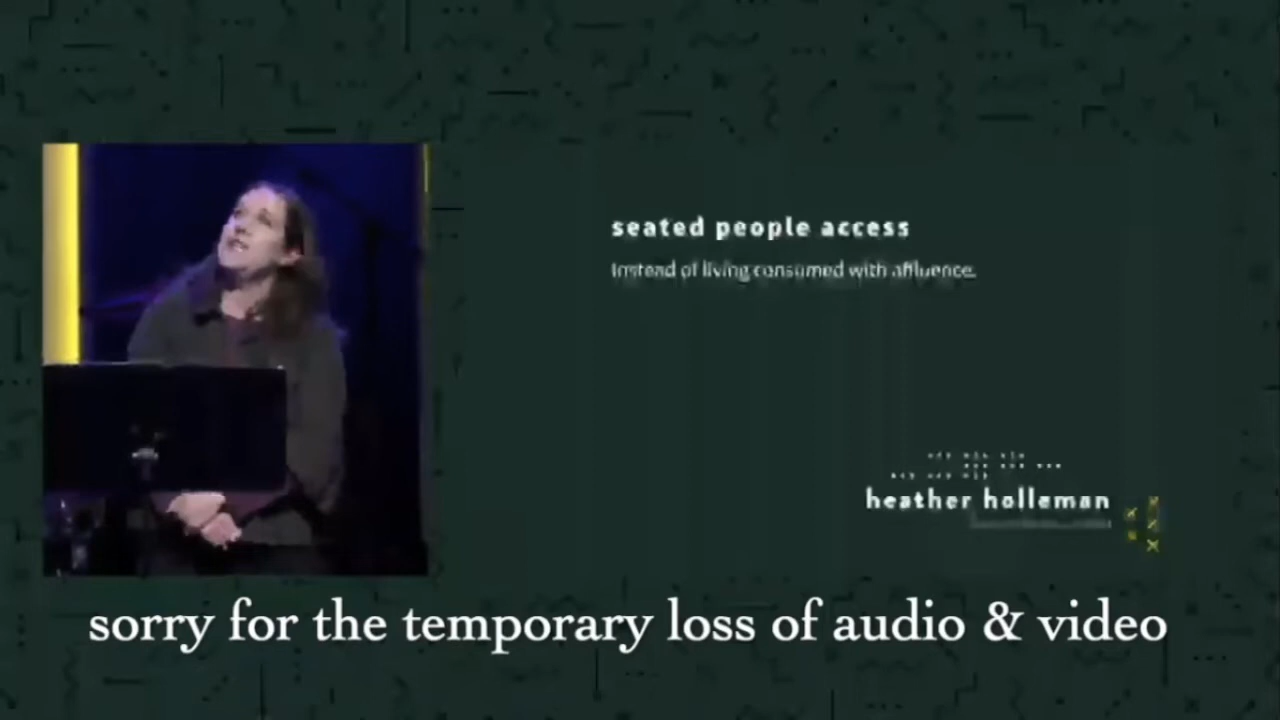 seated people access
instead of living consumed with affluence.
heather holleman
sorry for the temporary loss of audio & video